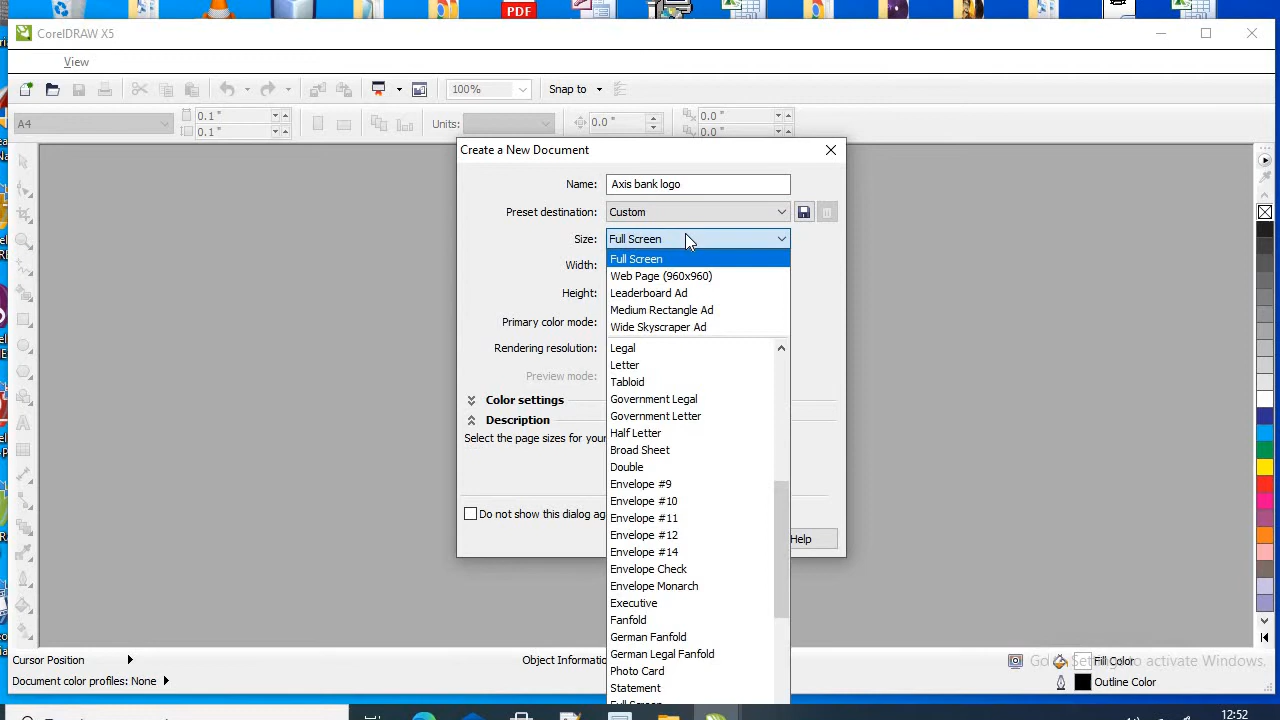 PDF
CorelDRAW X5
View
100%
Snap to
A4
0.1 "
0.1 "
Units:
0.0 "
0.0 "
0.0 "
Create a New Document
Name:
Axis bank logo
Preset destination:
Custom
Size:
Full Screen
Full Screen
Width:
Web Page (960x960)
Height:
Leaderboard Ad
Medium Rectangle Ad
Primary color mode:
Wide Skyscraper Ad
Rendering resolution:
Legal
Letter
Preview mode:
Tabloid
Color settings
Government Legal
Description
Government Letter
Select the page sizes for your
Half Letter
Broad Sheet
Double
Envelope #9
Envelope #10
Do not show this dialog aga
Envelope #11
Envelope #12
Help
Envelope #14
Envelope Check
Envelope Monarch
Executive
Fanfold
German Fanfold
German Legal Fanfold
Photo Card
Statement
Cursor Position
Object Informatio
Fill Color
to activate Windows.
Document color profiles: None
Outline Color
12:52